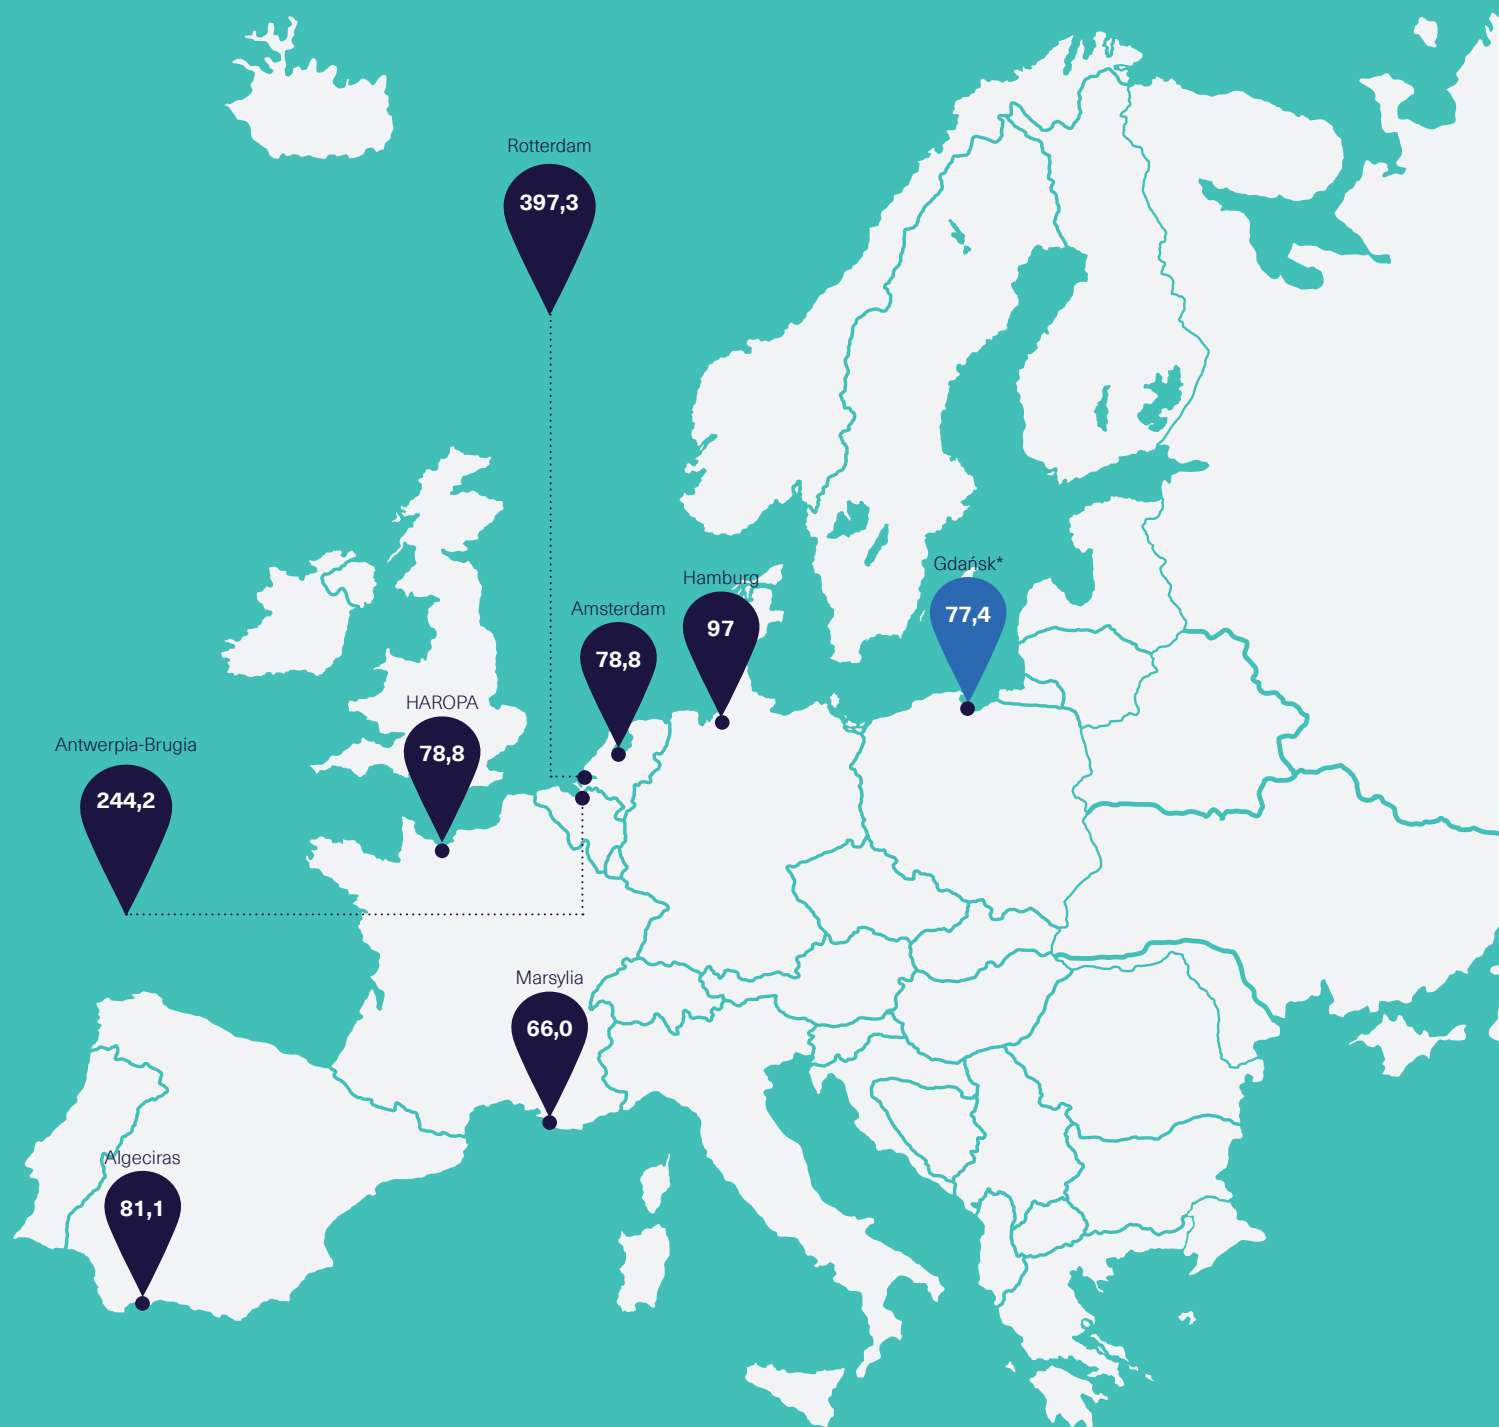 Rotterdam
397,3
Gdańsk*
77,4
Hamburg
97
Amsterdam
78,8
HAROPA
78,8
Antwerpia-Brugia
244,2
Marsylia
66,0
Algeciras
81,1